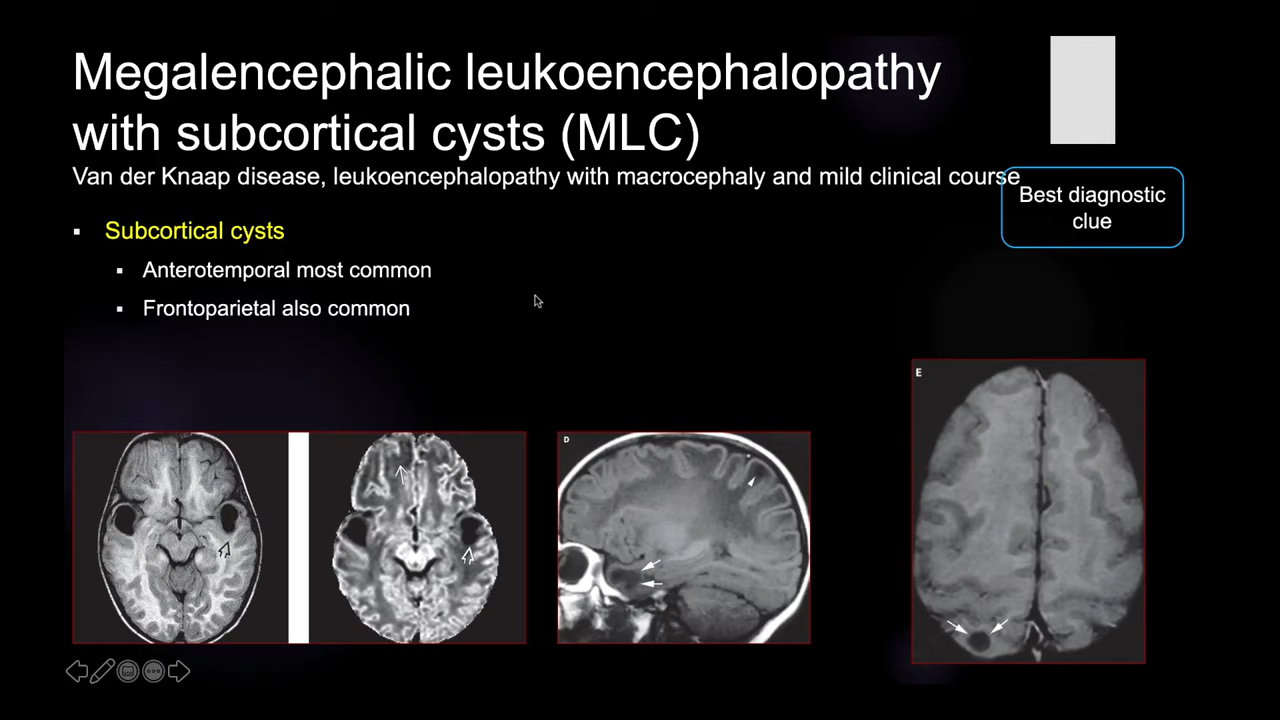 Megalencephalic leukoencephalopathy
with subcortical cysts (MLC)
Van der Knaap disease, leukoencephalopathy with macrocephaly and mild clinical course
Best diagnostic
clue
Subcortical cysts
Anterotemporal most common
Frontoparietal also common
D
E